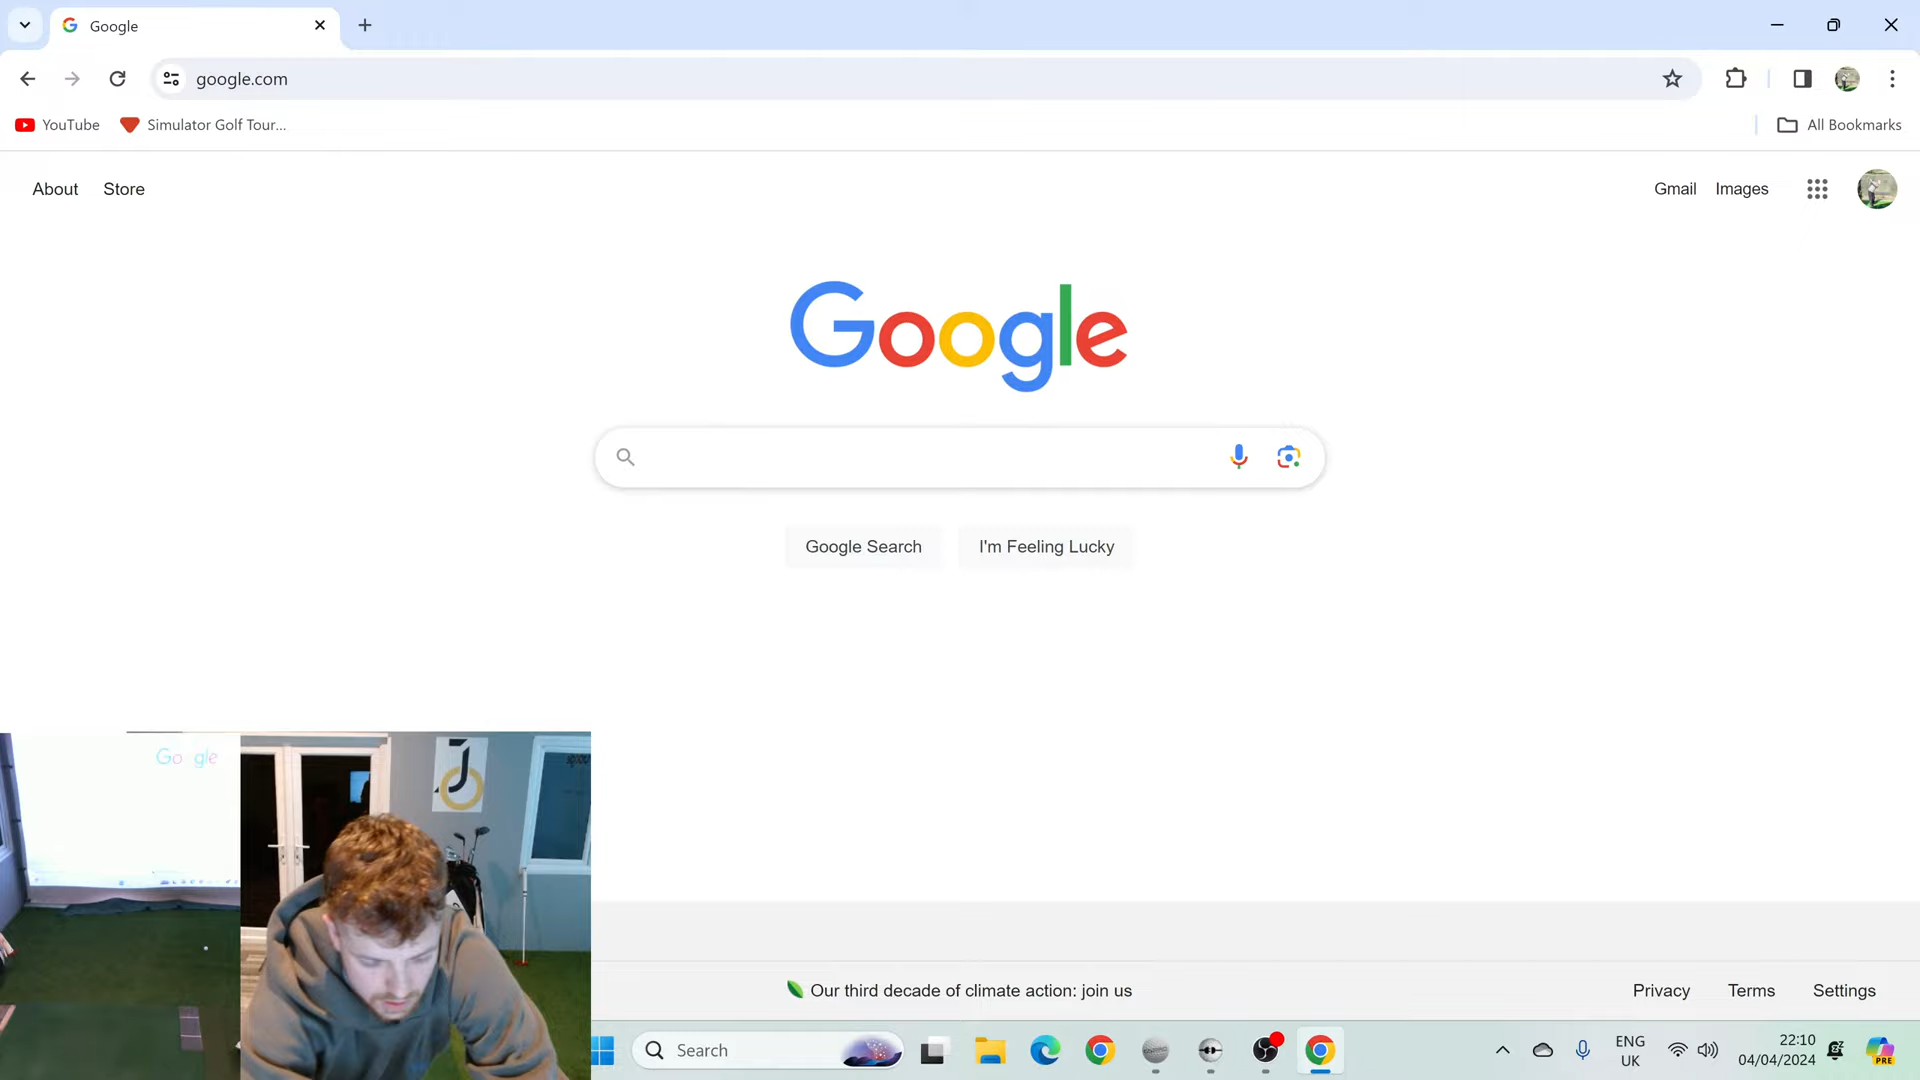 Google
google.com
YouTube
Simulator Golf Tour...
All Bookmarks
About Store
Gmail Images
Google
Google Search
I'm Feeling Lucky
Our third decade of climate action: join us
Privacy Terms Settings
Search
ENG
UK
22:10
04/04/2024
PRE